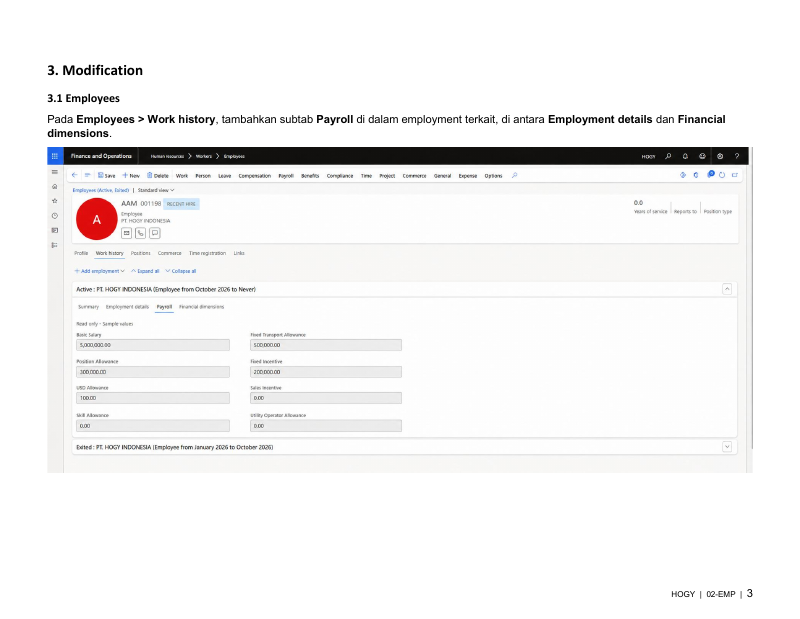 3. Modification
3.1 Employees
Pada Employees > Work history, tambahkan subtab Payroll di dalam employment terkait, di antara Employment details dan Financial
dimensions.
Finance and Operations Human resources > Workers > Employees HOGY ?
Save + New Delete Work Person Leave Compensation Payroll Benefits Compliance Time Project Commerce General Expense Options
Employees (Active, Exited) | Standard view
A
AAM 001198 RECENT HIRE
Employee
PT. HOGY INDONESIA
0.0
Years of service Reports to Position type
Profile Work history Positions Commerce Time registration Links
+ Add employment Expand all Collapse all
Active : PT. HOGY INDONESIA (Employee from October 2026 to Never)
Summary Employment details Payroll Financial dimensions
Read only - Sample values
Basic Salary Fixed Transport Allowance
5,000,000.00 500,000.00
Position Allowance Fixed Incentive
300,000.00 200,000.00
USD Allowance Sales Incentive
100.00 0.00
Skill Allowance Utility Operator Allowance
0.00 0.00
Exited : PT. HOGY INDONESIA (Employee from January 2026 to October 2026)
HOGY | 02-EMP | 3